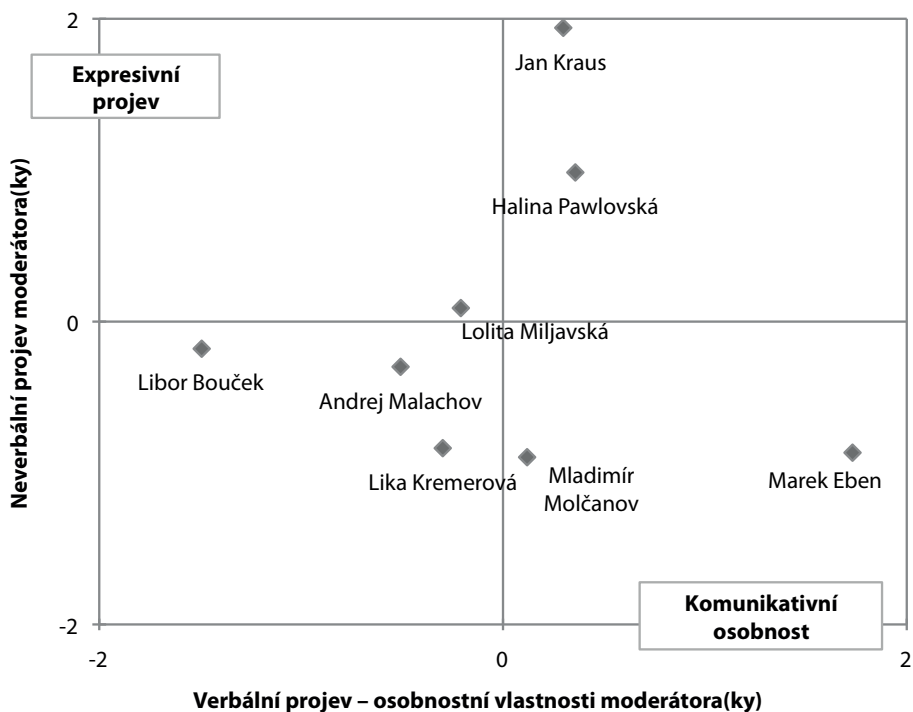 2
Jan Kraus
Expresivní
projev
Halina Pawlovská
0
Lolita Miljavská
Libor Bouček
Andrej Malachov
Lika Kremerová
Mladimír
Molčanov
Marek Eben
Komunikativní
osobnost
-2
-2
0
2
Neverbální projev moderátora(ky)
Verbální projev – osobnostní vlastnosti moderátora(ky)